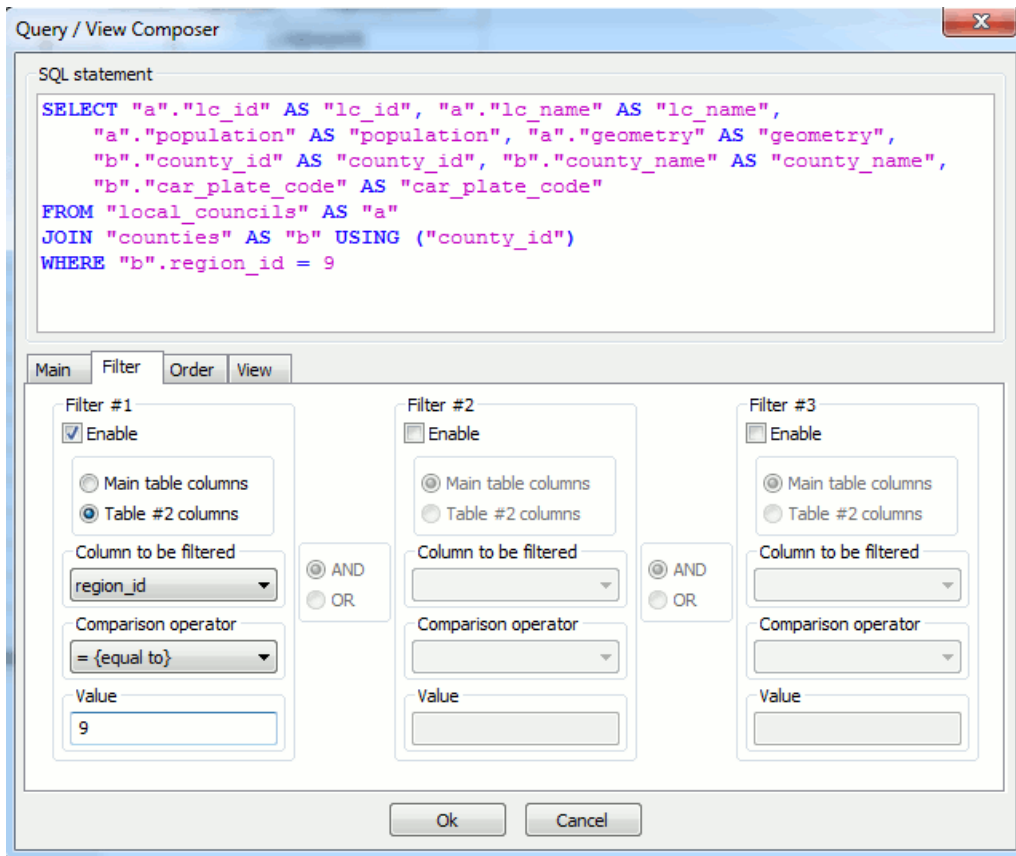 Query / View Composer
SQL statement
SELECT "a"."lc_id" AS "lc_id", "a"."lc_name" AS "lc_name",
"a"."population" AS "population", "a"."geometry" AS "geometry",
"b"."county_id" AS "county_id", "b"."county_name" AS "county_name",
"b"."car_plate_code" AS "car_plate_code"
FROM "local_councils" AS "a"
JOIN "counties" AS "b" USING ("county_id")
WHERE "b".region_id = 9
Main Filter Order View
Filter #1 Filter #2 Filter #3
Enable Enable Enable
Main table columns Main table columns Main table columns
Table #2 columns Table #2 columns Table #2 columns
Column to be filtered Column to be filtered Column to be filtered
region_id AND AND
OR OR
Comparison operator Comparison operator Comparison operator
= {equal to}
Value Value Value
9
Ok Cancel